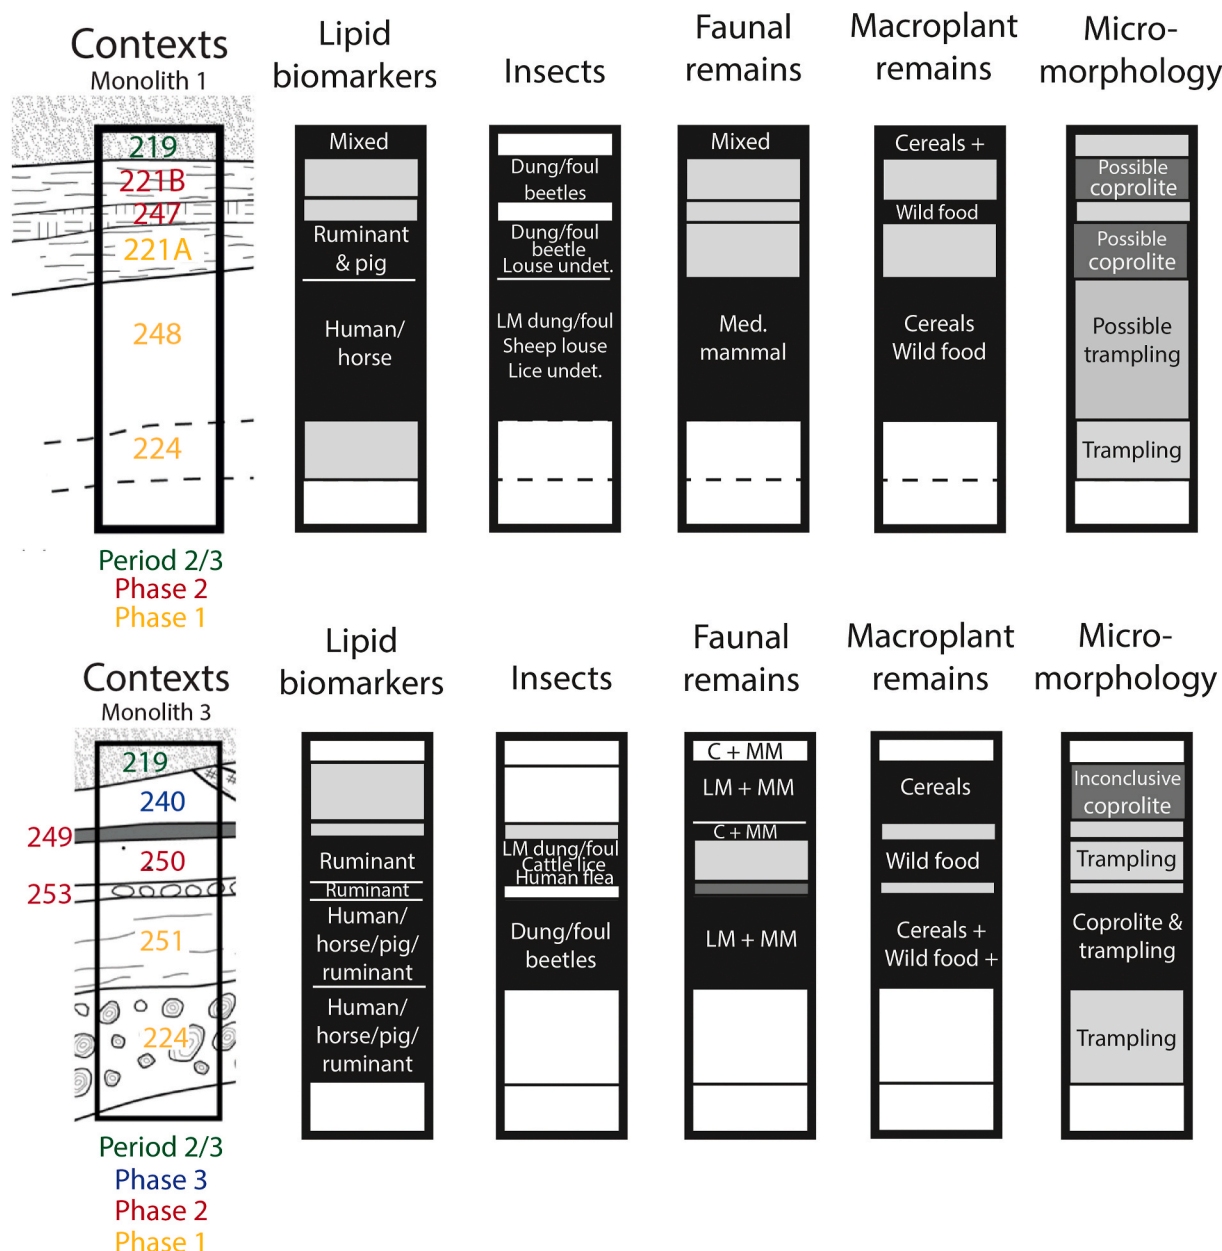 Contexts
Monolith 1
Lipid
biomarkers
Insects
Faunal
remains
Macroplant
remains
Micro-
morphology
219
221B
247
221A
248
224
Mixed
Ruminant
& pig
Human/
horse
Dung/foul
beetles
Dung/foul
beetle
Louse undet.
LM dung/foul
Sheep louse
Lice undet.
Mixed
Med.
mammal
Cereals +
Wild food
Cereals
Wild food
Possible
coprolite
Possible
coprolite
Possible
trampling
Trampling
Period 2/3
Phase 2
Phase 1
Contexts
Monolith 3
Lipid
biomarkers
Insects
Faunal
remains
Macroplant
remains
Micro-
morphology
219
240
249
250
253
251
224
Ruminant
Ruminant
Human/
horse/pig/
ruminant
Human/
horse/pig/
ruminant
LM dung/foul
Cattle lice
Human flea
Dung/foul
beetles
C + MM
LM + MM
C + MM
LM + MM
Cereals
Wild food
Cereals +
Wild food +
Inconclusive
coprolite
Trampling
Coprolite &
trampling
Trampling
Period 2/3
Phase 3
Phase 2
Phase 1